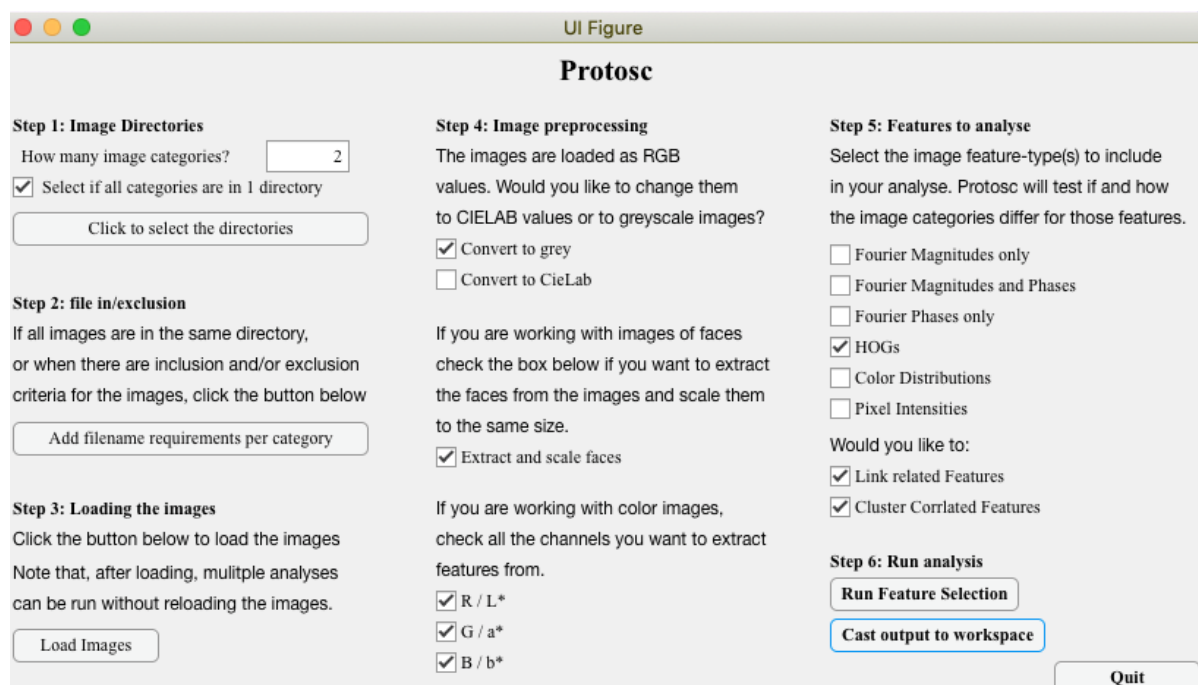 UI Figure
Protosc
Step 1: Image Directories
How many image categories? 2
Select if all categories are in 1 directory
Click to select the directories
Step 2: file in/exclusion
If all images are in the same directory,
or when there are inclusion and/or exclusion
criteria for the images, click the button below
Add filename requirements per category
Step 3: Loading the images
Click the button below to load the images
Note that, after loading, mulitple analyses
can be run without reloading the images.
Load Images
Step 4: Image preprocessing
The images are loaded as RGB
values. Would you like to change them
to CIELAB values or to greyscale images?
Convert to grey
Convert to CieLab
If you are working with images of faces
check the box below if you want to extract
the faces from the images and scale them
to the same size.
Extract and scale faces
If you are working with color images,
check all the channels you want to extract
features from.
R / L*
G / a*
B / b*
Step 5: Features to analyse
Select the image feature-type(s) to include
in your analyse. Protosc will test if and how
the image categories differ for those features.
Fourier Magnitudes only
Fourier Magnitudes and Phases
Fourier Phases only
HOGs
Color Distributions
Pixel Intensities
Would you like to:
Link related Features
Cluster Corrlated Features
Step 6: Run analysis
Run Feature Selection
Cast output to workspace
Quit